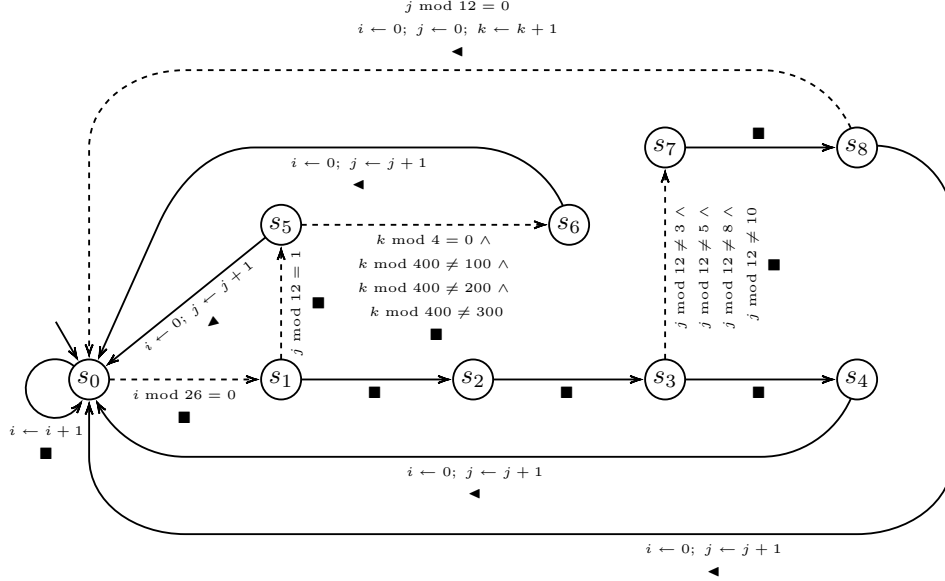 j mod 12 = 0
i ← 0; j ← 0; k ← k + 1
◄
s₇
■
s₈
i ← 0; j ← j + 1
◄
s₅
s₆
k mod 4 = 0 ∧
k mod 400 ≠ 100 ∧
k mod 400 ≠ 200 ∧
k mod 400 ≠ 300
■
i ← 0; j ← j + 1
◄
j mod 12 = 1
■
j mod 12 ≠ 3 ∧
j mod 12 ≠ 5 ∧
j mod 12 ≠ 8 ∧
j mod 12 ≠ 10
■
s₀
i mod 26 = 0
■
s₁
■
s₂
■
s₃
■
s₄
i ← i + 1
■
i ← 0; j ← j + 1
◄
i ← 0; j ← j + 1
◄